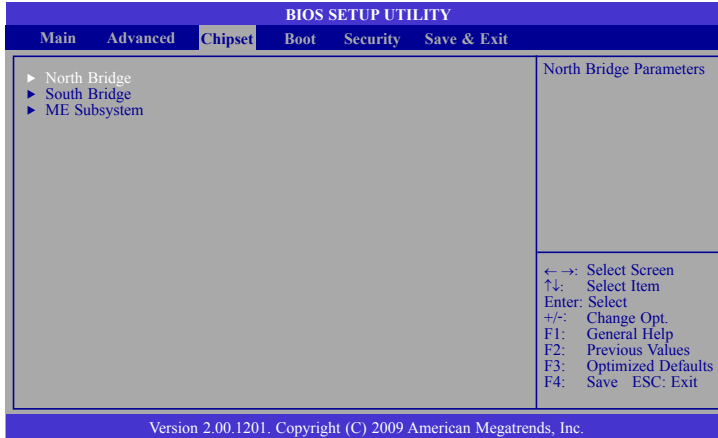 BIOS SETUP UTILITY
Main Advanced Chipset Boot Security Save & Exit
► North Bridge
► South Bridge
► ME Subsystem
North Bridge Parameters
← →: Select Screen
↑↓: Select Item
Enter: Select
+/-: Change Opt.
F1: General Help
F2: Previous Values
F3: Optimized Defaults
F4: Save ESC: Exit
Version 2.00.1201. Copyright (C) 2009 American Megatrends, Inc.